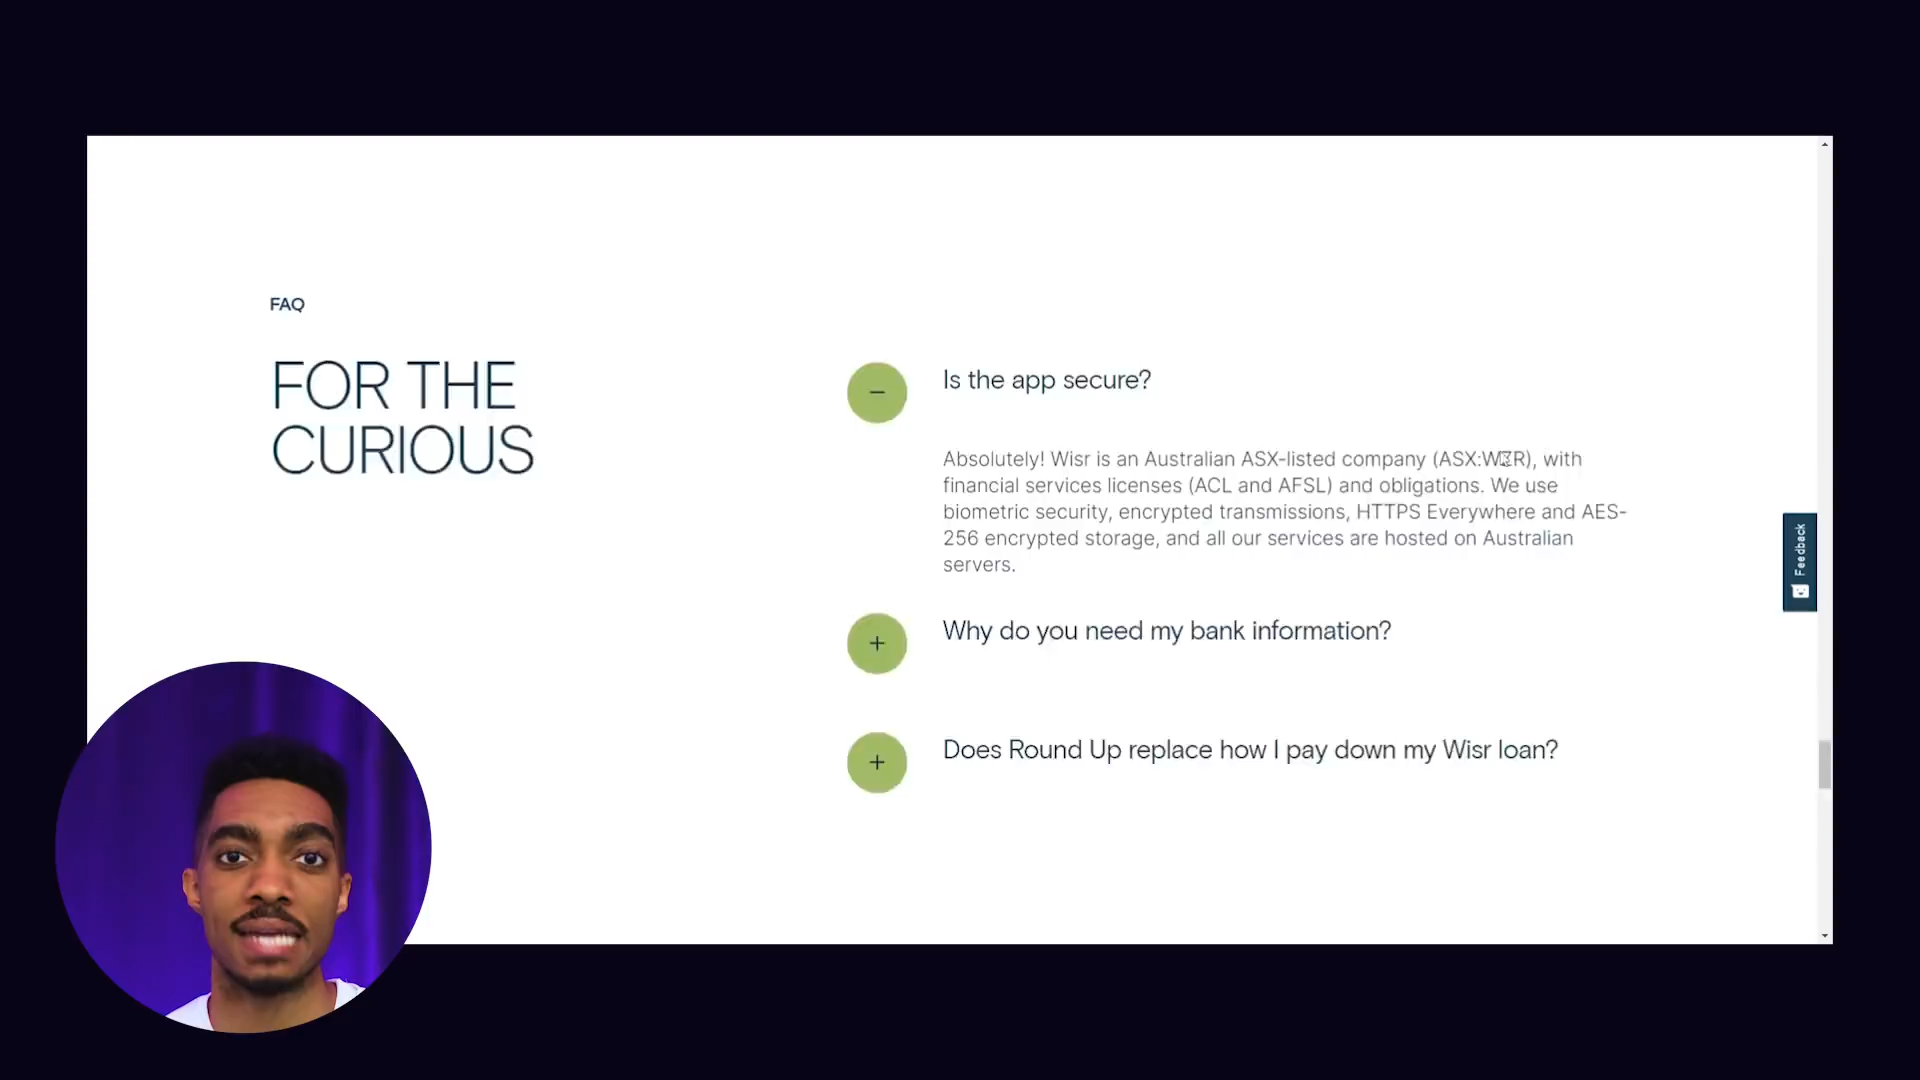 FAQ
FOR THE
CURIOUS
Is the app secure?
Absolutely! Wisr is an Australian ASX-listed company (ASX:WZR), with
financial services licenses (ACL and AFSL) and obligations. We use
biometric security, encrypted transmissions, HTTPS Everywhere and AES-
256 encrypted storage, and all our services are hosted on Australian
servers.
Why do you need my bank information?
Does Round Up replace how I pay down my Wisr loan?
Feedback